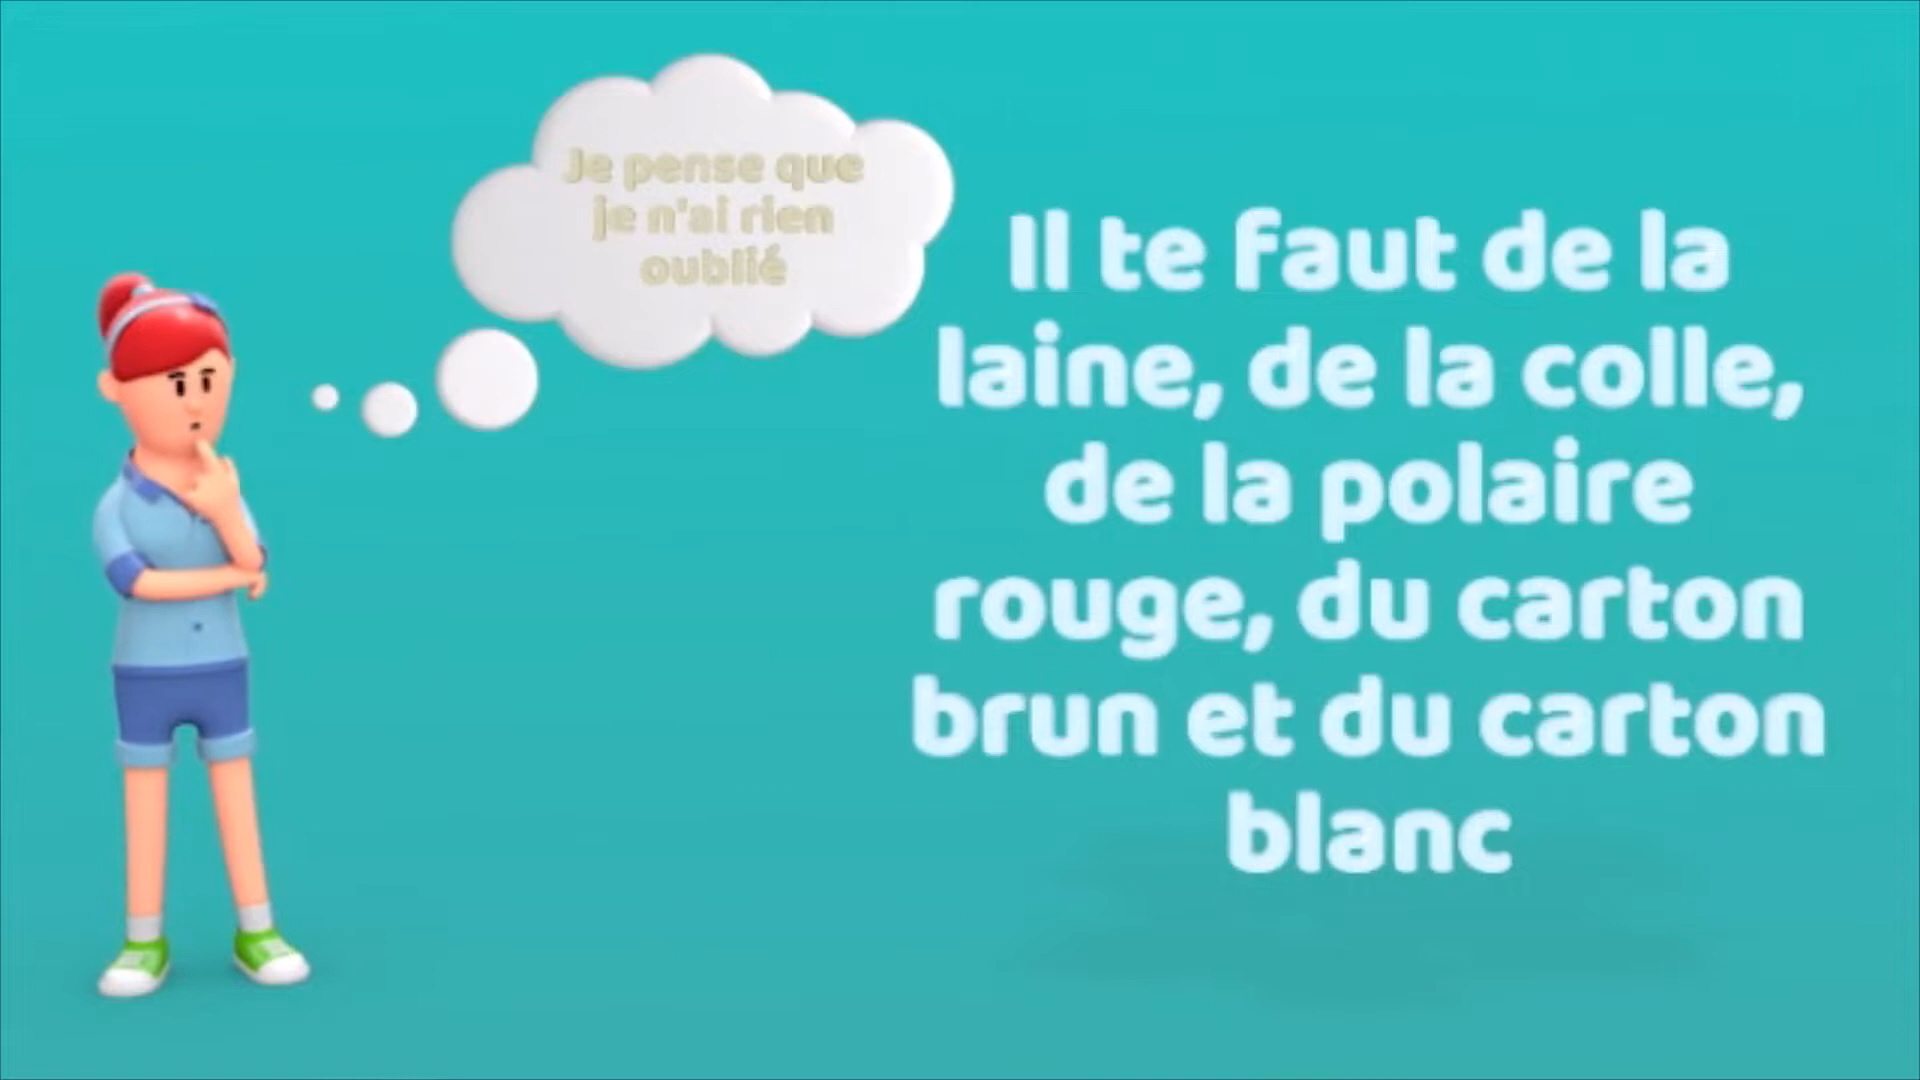 Je pense que
je n'ai rien
oublié
Il te faut de la
laine, de la colle,
de la polaire
rouge, du carton
brun et du carton
blanc